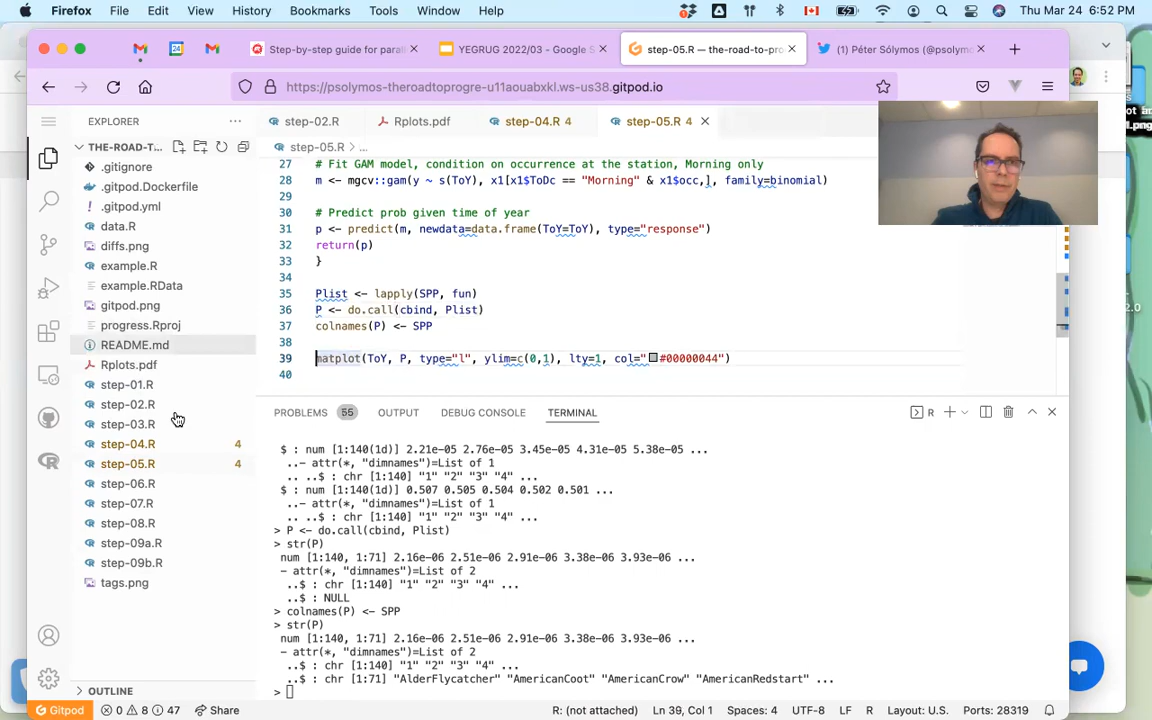 Firefox File Edit View History Bookmarks Tools Window Help Thu Mar 24 6:52 PM
Step-by-step guide for paral
YEGRUG 2022/03 - Google S
step-05.R — the-road-to-pro
(1) Péter Sólymos (@psolym
https://psolymos-theroadtoprogre-u11aouabxkl.ws-us38.gitpod.io
EXPLORER
step-02.R Rplots.pdf step-04.R 4 step-05.R 4
THE-ROAD-T...
step-05.R > ...
.gitignore
.gitpod.Dockerfile
.gitpod.yml
data.R
diffs.png
example.R
example.RData
gitpod.png
progress.Rproj
README.md
Rplots.pdf
step-01.R
step-02.R
step-03.R
step-04.R 4
step-05.R 4
step-06.R
step-07.R
step-08.R
step-09a.R
step-09b.R
tags.png
OUTLINE
27 # Fit GAM model, condition on occurrence at the station, Morning only
28 m <- mgcv::gam(y ~ s(ToY), x1[x1$ToDc == "Morning" & x1$occ,], family=binomial)
29
30 # Predict prob given time of year
31 p <- predict(m, newdata=data.frame(ToY=ToY), type="response")
32 return(p)
33 }
34
35 Plist <- lapply(SPP, fun)
36 P <- do.call(cbind, Plist)
37 colnames(P) <- SPP
38
39 matplot(ToY, P, type="l", ylim=c(0,1), lty=1, col="#00000044")
40
PROBLEMS 55 OUTPUT DEBUG CONSOLE TERMINAL R
$ : num [1:140(1d)] 2.21e-05 2.76e-05 3.45e-05 4.31e-05 5.38e-05 ...
..- attr(*, "dimnames")=List of 1
.. ..$ : chr [1:140] "1" "2" "3" "4" ...
$ : num [1:140(1d)] 0.507 0.505 0.504 0.502 0.501 ...
..- attr(*, "dimnames")=List of 1
.. ..$ : chr [1:140] "1" "2" "3" "4" ...
> P <- do.call(cbind, Plist)
> str(P)
num [1:140, 1:71] 2.16e-06 2.51e-06 2.91e-06 3.38e-06 3.93e-06 ...
- attr(*, "dimnames")=List of 2
..$ : chr [1:140] "1" "2" "3" "4" ...
..$ : NULL
> colnames(P) <- SPP
> str(P)
num [1:140, 1:71] 2.16e-06 2.51e-06 2.91e-06 3.38e-06 3.93e-06 ...
- attr(*, "dimnames")=List of 2
..$ : chr [1:140] "1" "2" "3" "4" ...
..$ : chr [1:71] "AlderFlycatcher" "AmericanCoot" "AmericanCrow" "AmericanRedstart" ...
>
Gitpod 0 8 47 Share R: (not attached) Ln 39, Col 1 Spaces: 4 UTF-8 LF R Layout: U.S. Ports: 28319
2.0